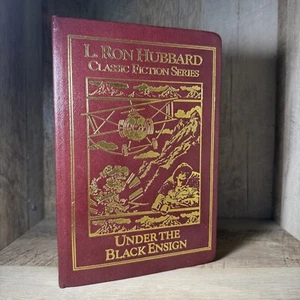 L. RON HUBBARD
CLASSIC FICTION SERIES
UNDER THE
BLACK ENSIGN